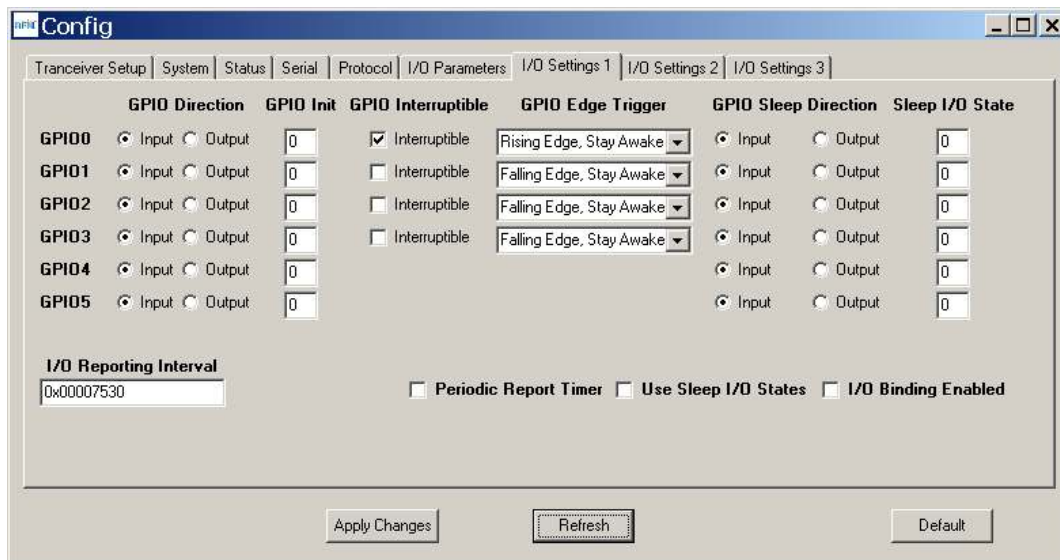 RFM Config
Tranceiver Setup System Status Serial Protocol I/O Parameters I/O Settings 1 I/O Settings 2 I/O Settings 3
GPIO Direction GPIO Init GPIO Interruptible GPIO Edge Trigger GPIO Sleep Direction Sleep I/O State
GPIO0 Input Output 0 Interruptible Rising Edge, Stay Awake Input Output 0
GPIO1 Input Output 0 Interruptible Falling Edge, Stay Awake Input Output 0
GPIO2 Input Output 0 Interruptible Falling Edge, Stay Awake Input Output 0
GPIO3 Input Output 0 Interruptible Falling Edge, Stay Awake Input Output 0
GPIO4 Input Output 0 Input Output 0
GPIO5 Input Output 0 Input Output 0
I/O Reporting Interval
0x00007530 Periodic Report Timer Use Sleep I/O States I/O Binding Enabled
Apply Changes Refresh Default